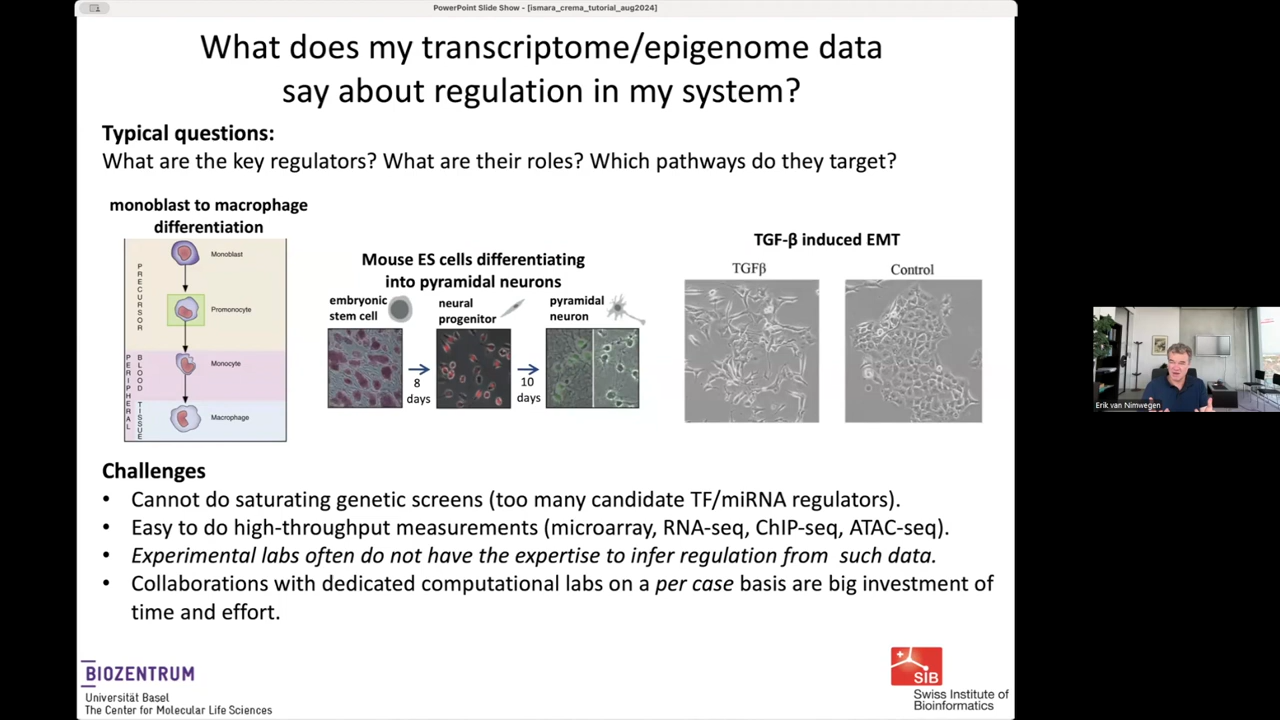 PowerPoint Slide Show - [ismara_crema_tutorial_aug2024]
What does my transcriptome/epigenome data
say about regulation in my system?
Typical questions:
What are the key regulators? What are their roles? Which pathways do they target?
monoblast to macrophage
differentiation
PRECURSOR
PERIPHERAL
BLOOD TISSUE
Monoblast
Promonocyte
Monocyte
Macrophage
Mouse ES cells differentiating
into pyramidal neurons
embryonic
stem cell
neural
progenitor
pyramidal
neuron
8
days
10
days
TGF-β induced EMT
TGFβ
Control
Challenges
• Cannot do saturating genetic screens (too many candidate TF/miRNA regulators).
• Easy to do high-throughput measurements (microarray, RNA-seq, ChIP-seq, ATAC-seq).
• Experimental labs often do not have the expertise to infer regulation from such data.
• Collaborations with dedicated computational labs on a per case basis are big investment of
time and effort.
BIOZENTRUM
Universität Basel
The Center for Molecular Life Sciences
SIB
Swiss Institute of
Bioinformatics
Erik van Nimwegen